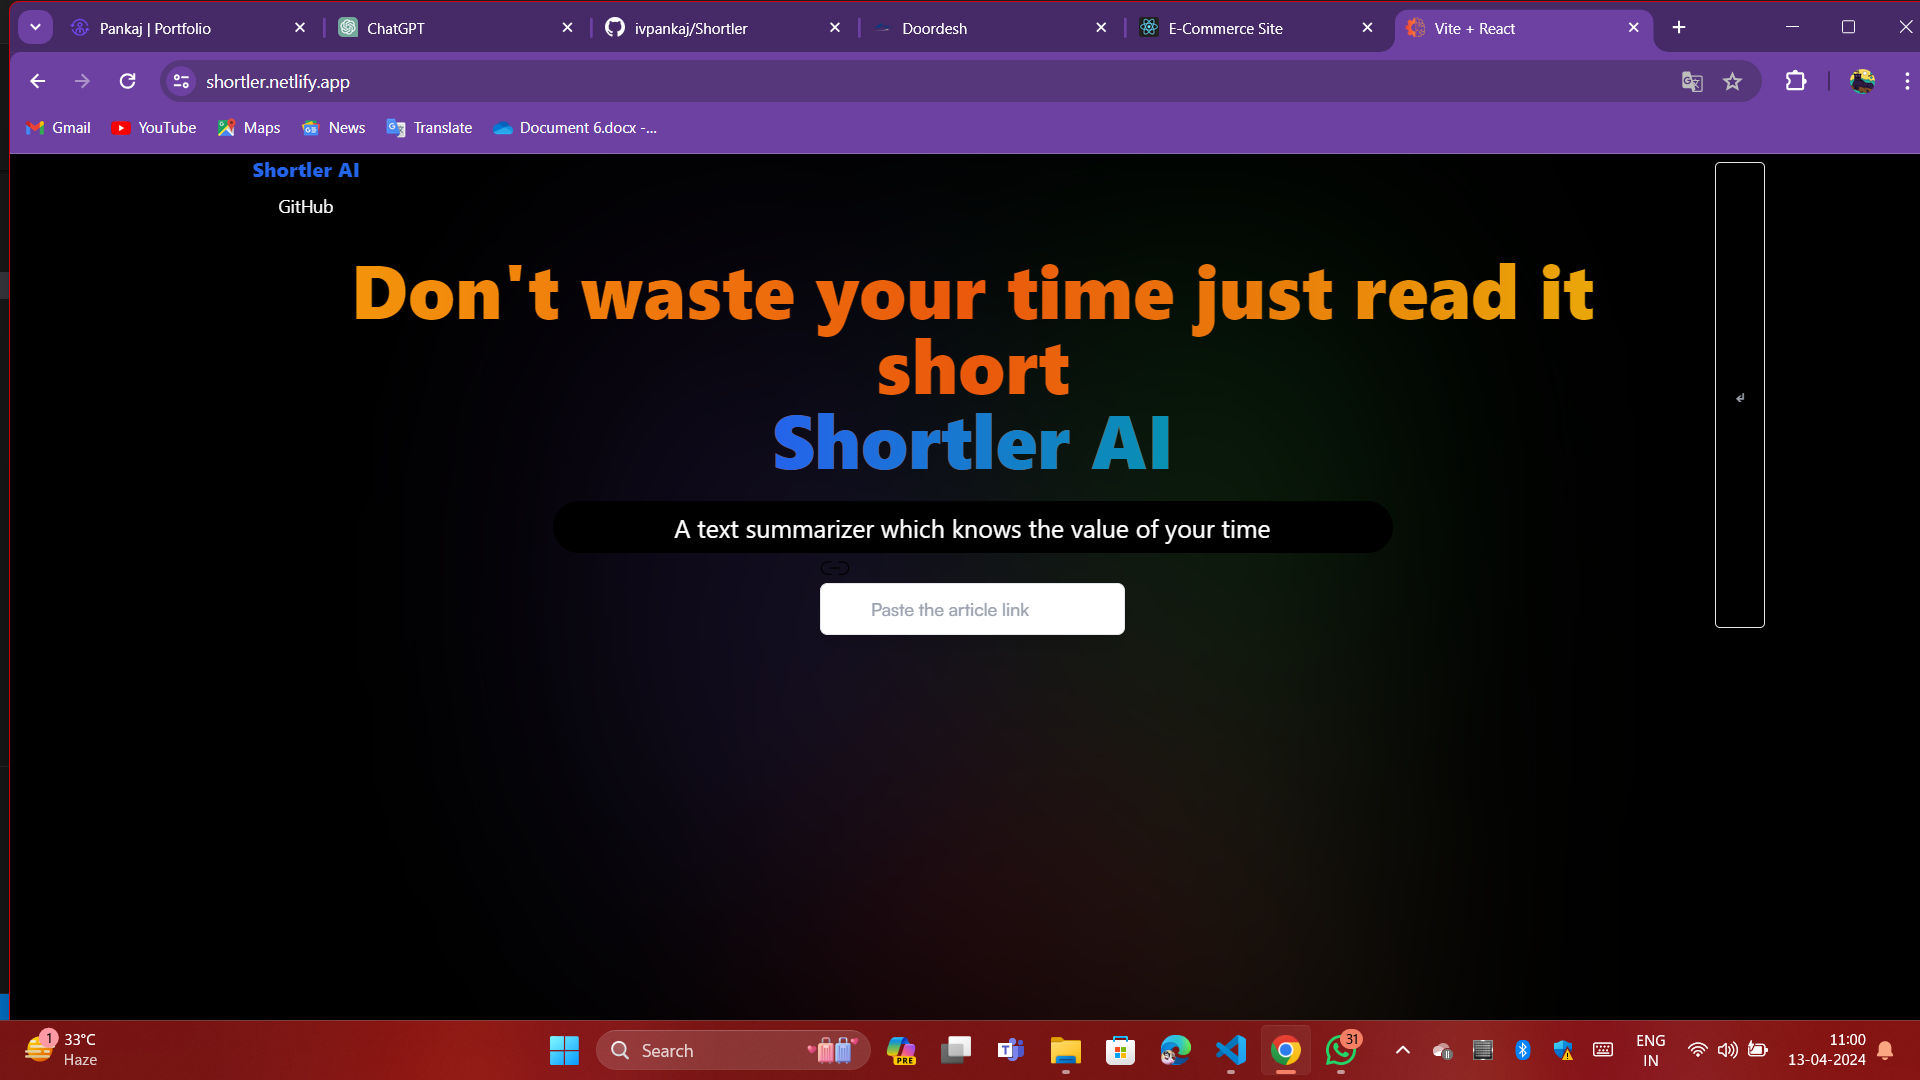 Pankaj | Portfolio
ChatGPT
ivpankaj/Shortler
Doordesh
E-Commerce Site
Vite + React
shortler.netlify.app
Gmail
YouTube
Maps
News
Translate
Document 6.docx -...
Shortler AI
GitHub
Don't waste your time just read it
short
Shortler AI
A text summarizer which knows the value of your time
Paste the article link
↲
1
33°C
Haze
Search
PRE
31
ENG
IN
11:00
13-04-2024